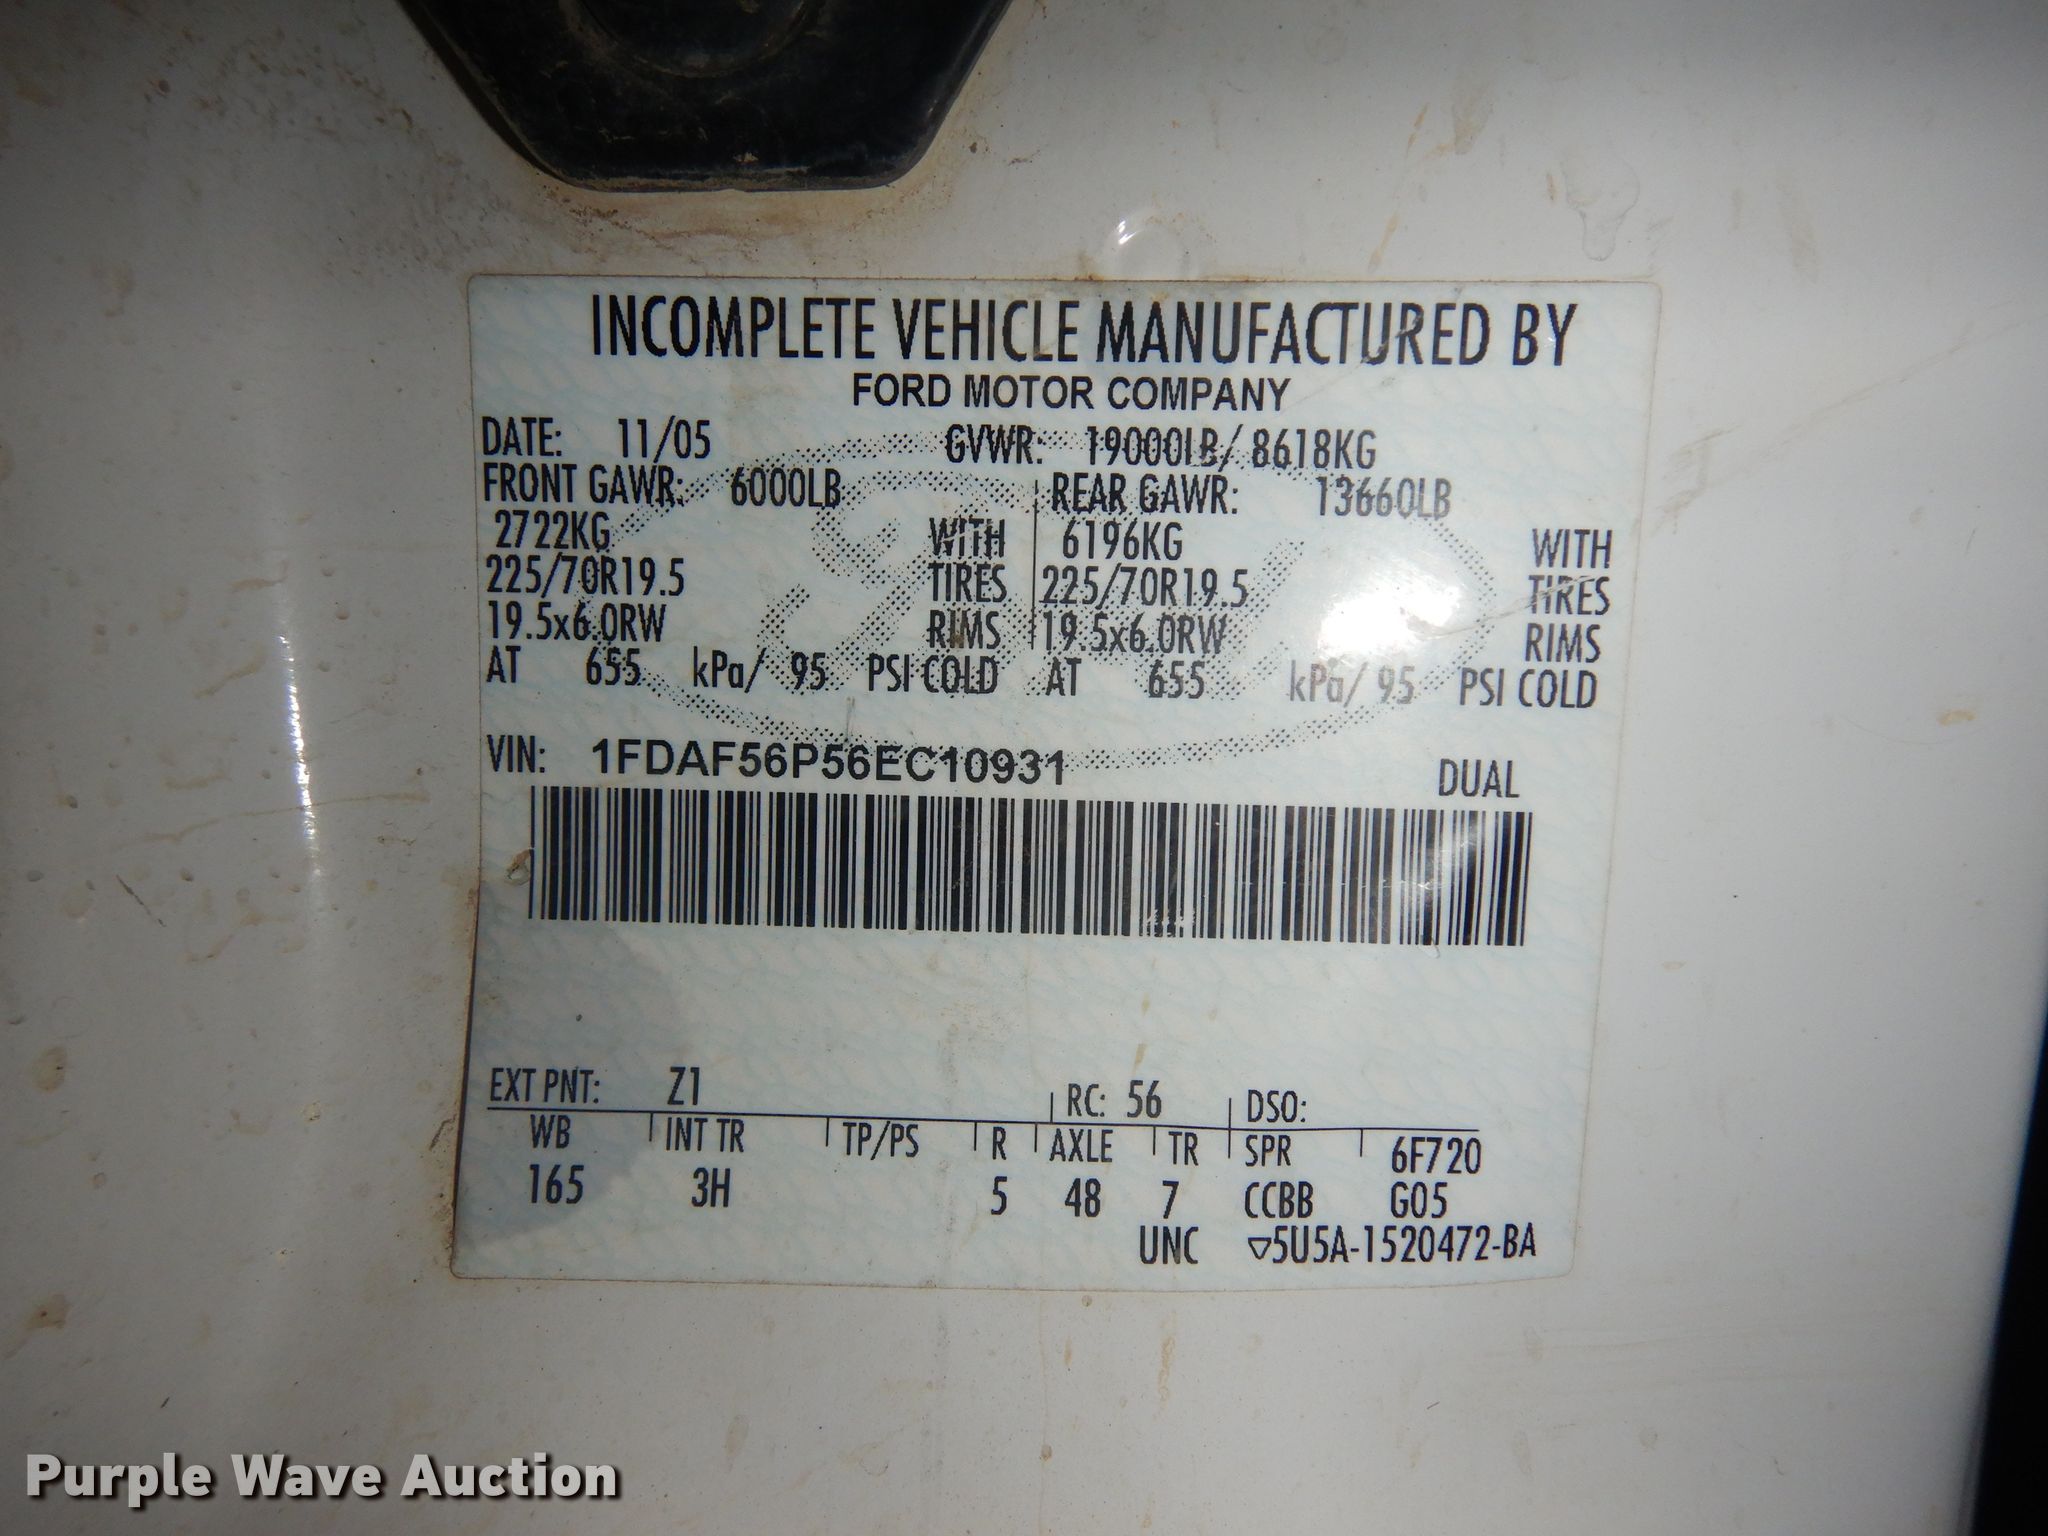 INCOMPLETE VEHICLE MANUFACTURED BY
FORD MOTOR COMPANY
DATE: 11/05 GVWR: 19000LB/ 8618KG
FRONT GAWR: 6000LB REAR GAWR: 13660LB
2722KG WITH 6196KG WITH
225/70R19.5 TIRES 225/70R19.5 TIRES
19.5x6.0RW RIMS 19.5x6.0RW RIMS
AT 655 kPa/ 95 PSI COLD AT 655 kPa/ 95 PSI COLD
VIN: 1FDAF56P56EC10931 DUAL
EXT PNT: Z1 RC: 56 DSO:
WB INT TR TP/PS R AXLE TR SPR 6F720
165 3H 5 48 7 CCBB G05
UNC ▽5U5A-1520472-BA
Purple Wave Auction